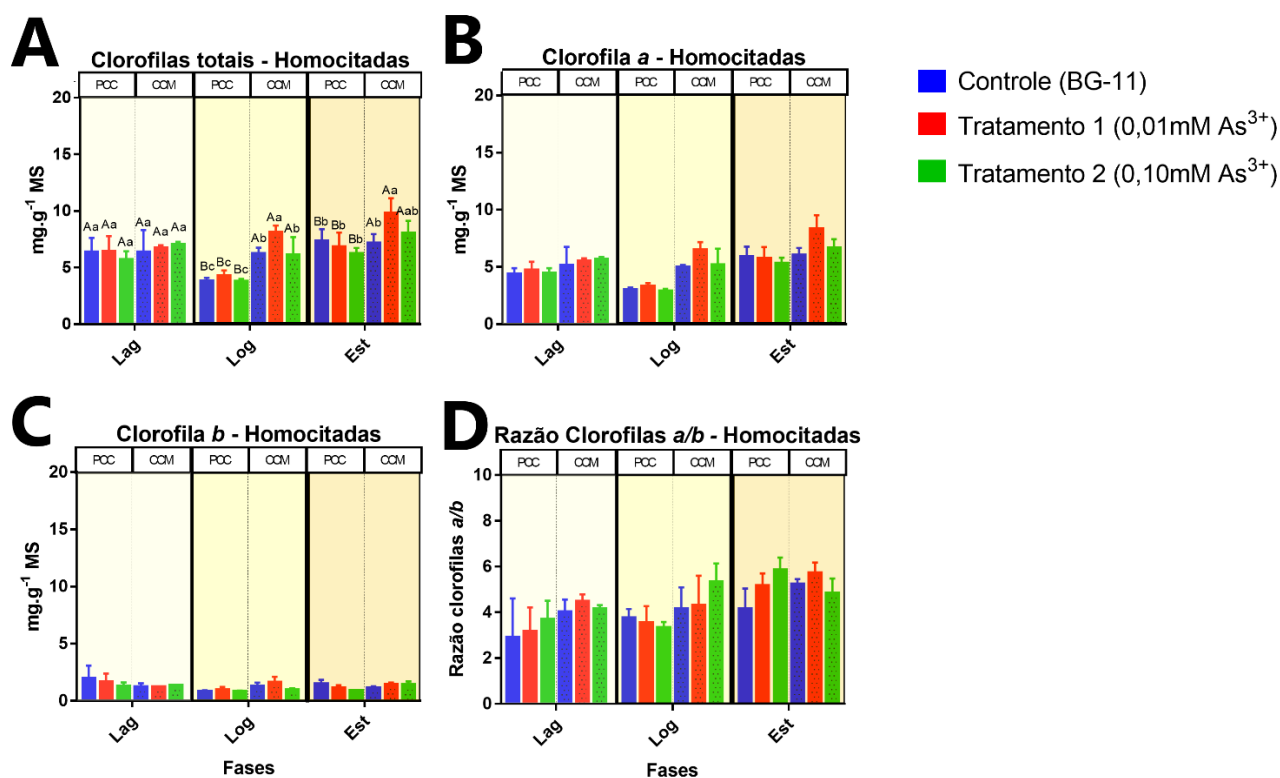 A
Clorofilas totais - Homocitadas
PCC CCM PCC CCM PCC CCM
20
15
10
5
0
mg.g⁻¹ MS
Aa Aa Aa Aa Aa Aa
Bc Bc Bc Ab Aa Ab
Bb Bb Bb Ab Aa Aab
Lag Log Est
B
Clorofila a - Homocitadas
PCC CCM PCC CCM PCC CCM
20
15
10
5
0
mg.g⁻¹ MS
Lag Log Est
Controle (BG-11)
Tratamento 1 (0,01mM As³⁺)
Tratamento 2 (0,10mM As³⁺)
C
Clorofila b - Homocitadas
PCC CCM PCC CCM PCC CCM
20
15
10
5
0
mg.g⁻¹ MS
Lag Log Est
Fases
D
Razão Clorofilas a/b - Homocitadas
PCC CCM PCC CCM PCC CCM
10
8
6
4
2
0
Razão clorofilas a/b
Lag Log Est
Fases